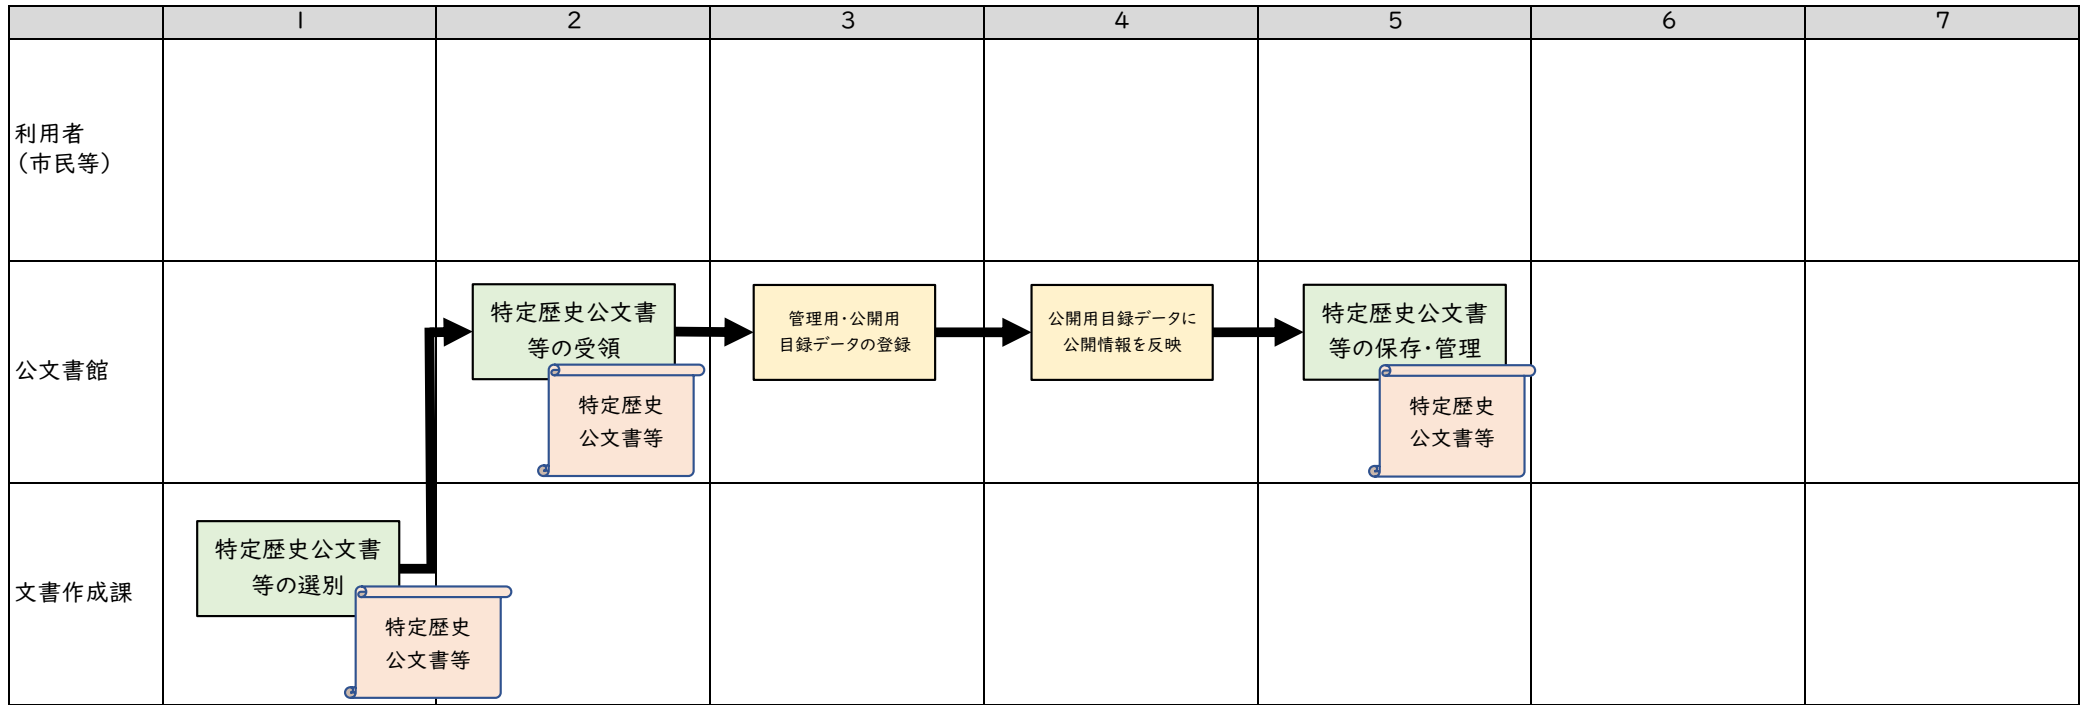 1
2
3
4
5
6
7
利用者
（市民等）
公文書館
特定歴史公文書
等の受領
特定歴史
公文書等
管理用・公開用
目録データの登録
公開用目録データに
公開情報を反映
特定歴史公文書
等の保存・管理
特定歴史
公文書等
文書作成課
特定歴史公文書
等の選別
特定歴史
公文書等